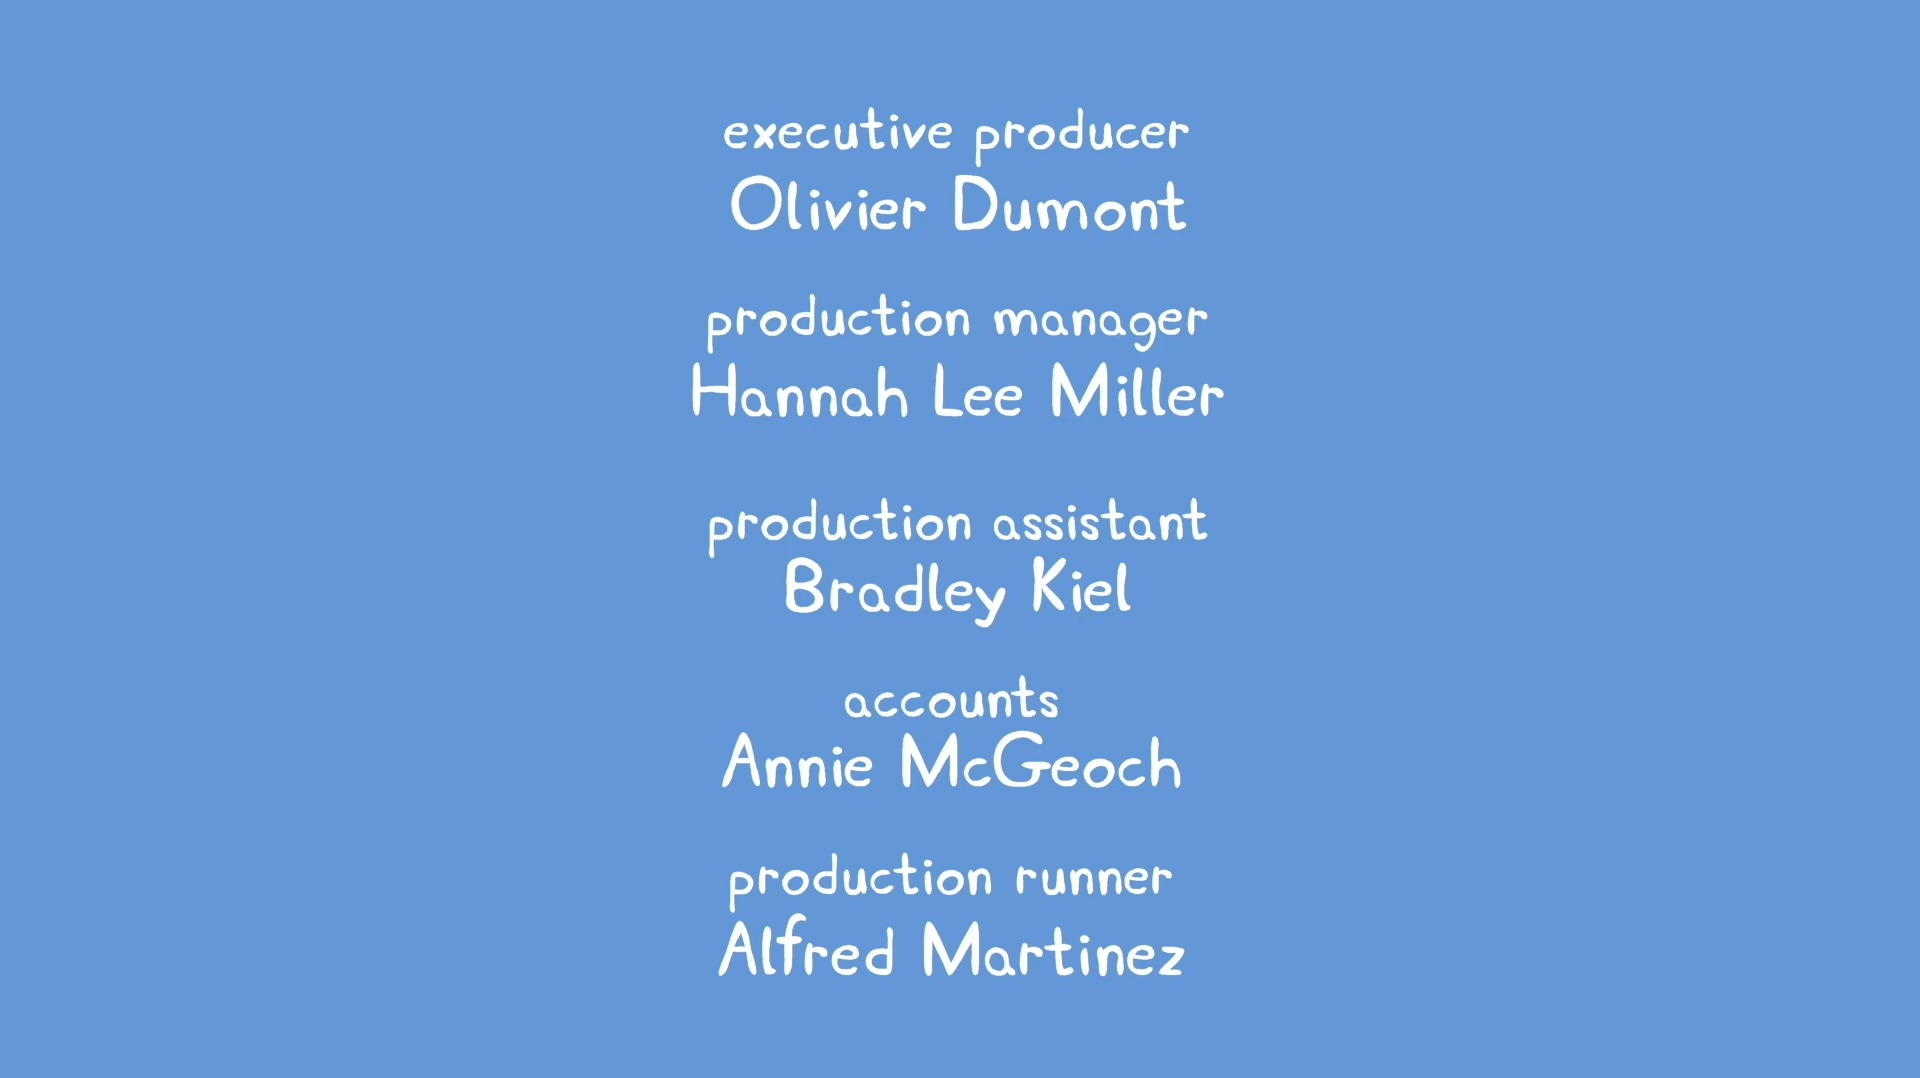 executive producer
Olivier Dumont
production manager
Hannah Lee Miller
production assistant
Bradley Kiel
accounts
Annie McGeoch
production runner
Alfred Martinez